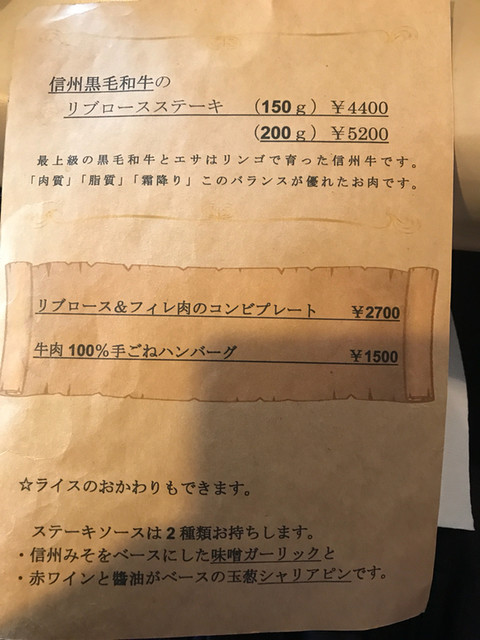 信州黒毛和牛の
リブロースステーキ （150ｇ）￥4400
（200ｇ）￥5200
最上級の黒毛和牛とエサはリンゴで育った信州牛です。
「肉質」「脂質」「霜降り」このバランスが優れたお肉です。
リブロース＆フィレ肉のコンビプレート ￥2700
牛肉100％手ごねハンバーグ ￥1500
☆ライスのおかわりもできます。
ステーキソースは2種類お持ちします。
・信州みそをベースにした味噌ガーリックと
・赤ワインと醬油がベースの玉葱シャリアピンです。